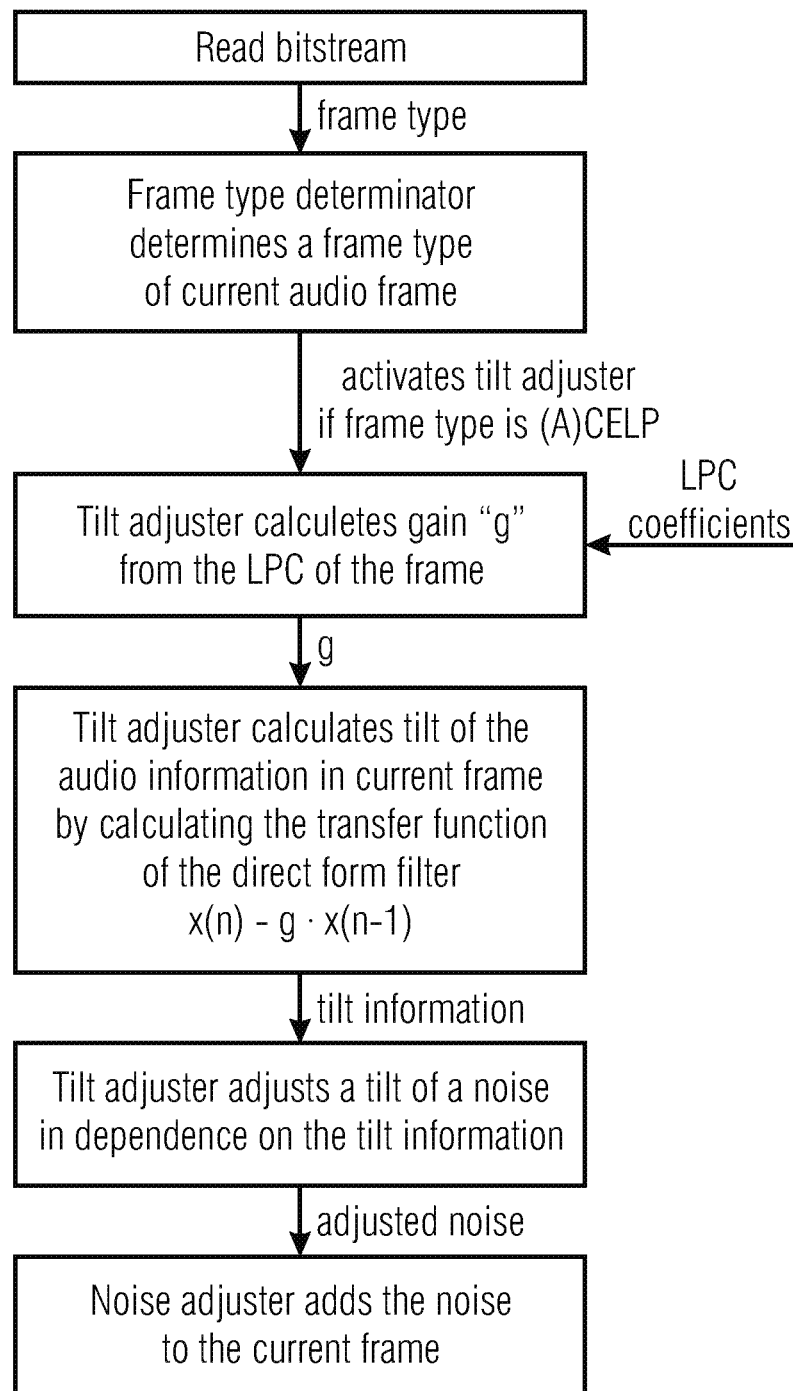 Read bitstream
frame type
Frame type determinator
determines a frame type
of current audio frame
activates tilt adjuster
if frame type is (A)CELP
LPC
coefficients
Tilt adjuster calculetes gain “g”
from the LPC of the frame
g
Tilt adjuster calculates tilt of the
audio information in current frame
by calculating the transfer function
of the direct form filter
x(n) - g · x(n-1)
tilt information
Tilt adjuster adjusts a tilt of a noise
in dependence on the tilt information
adjusted noise
Noise adjuster adds the noise
to the current frame